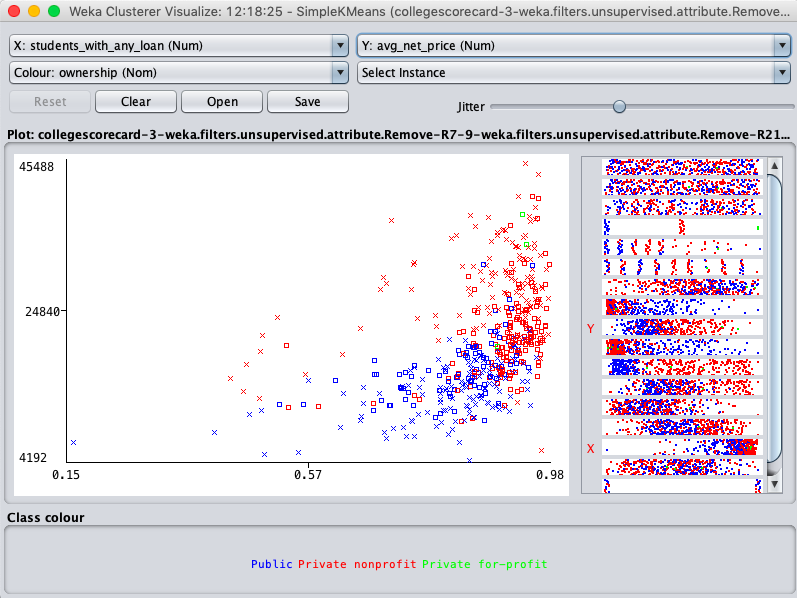 Weka Clusterer Visualize: 12:18:25 - SimpleKMeans (collegescorecard-3-weka.filters.unsupervised.attribute.Remove...
X: students_with_any_loan (Num)
Y: avg_net_price (Num)
Colour: ownership (Nom)
Select Instance
Reset
Clear
Open
Save
Jitter
Plot: collegescorecard-3-weka.filters.unsupervised.attribute.Remove-R7-9-weka.filters.unsupervised.attribute.Remove-R21...
45488
24840
4192
0.15
0.57
0.98
Y
X
Class colour
Public Private nonprofit Private for-profit